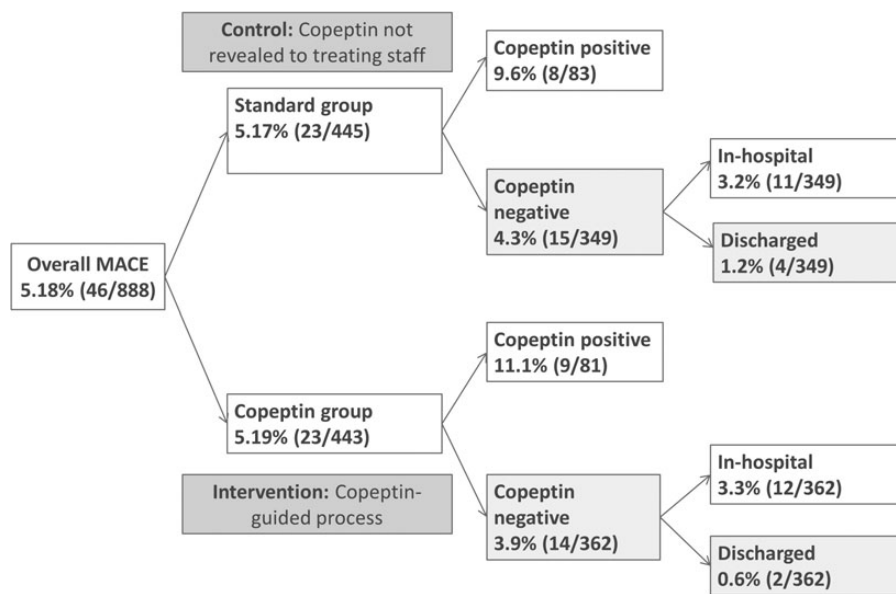 Control: Copeptin not
revealed to treating staff
Copeptin positive
9.6% (8/83)
Standard group
5.17% (23/445)
In-hospital
3.2% (11/349)
Copeptin
negative
4.3% (15/349)
Discharged
1.2% (4/349)
Overall MACE
5.18% (46/888)
Copeptin positive
11.1% (9/81)
Copeptin group
5.19% (23/443)
In-hospital
3.3% (12/362)
Intervention: Copeptin-
guided process
Copeptin
negative
3.9% (14/362)
Discharged
0.6% (2/362)